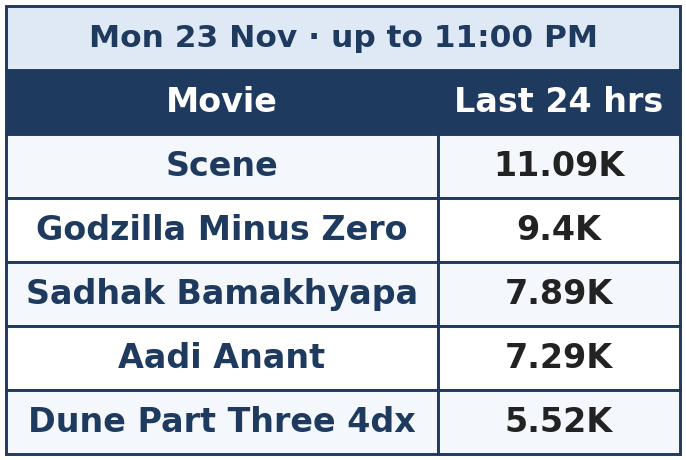 Mon 23 Nov · up to 11:00 PM
Movie Last 24 hrs
Scene 11.09K
Godzilla Minus Zero 9.4K
Sadhak Bamakhyapa 7.89K
Aadi Anant 7.29K
Dune Part Three 4dx 5.52K